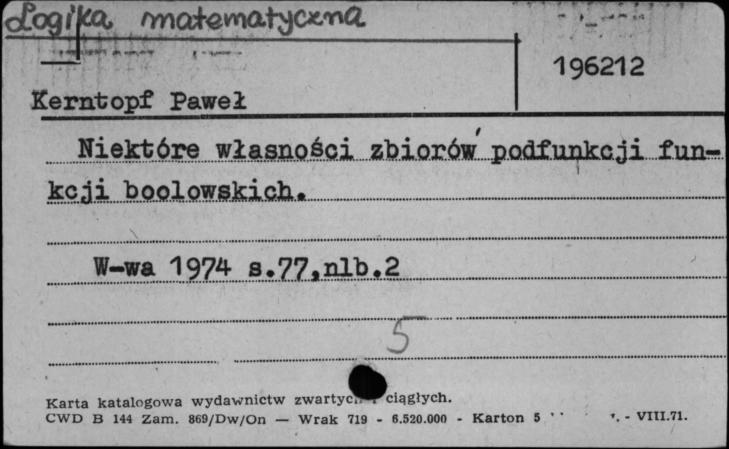 Logika matematyczna
196212
Kerntopf Paweł
Niektóre własności zbiorów podfunkcji fun-
kcji boolowskich.
W-wa 1974 s.77,nlb.2
5
Karta katalogowa wydawnictw zwartych i ciągłych.
CWD B 144 Zam. 869/Dw/On — Wrak 719 - 6.520.000 - Karton 5 - VIII.71.